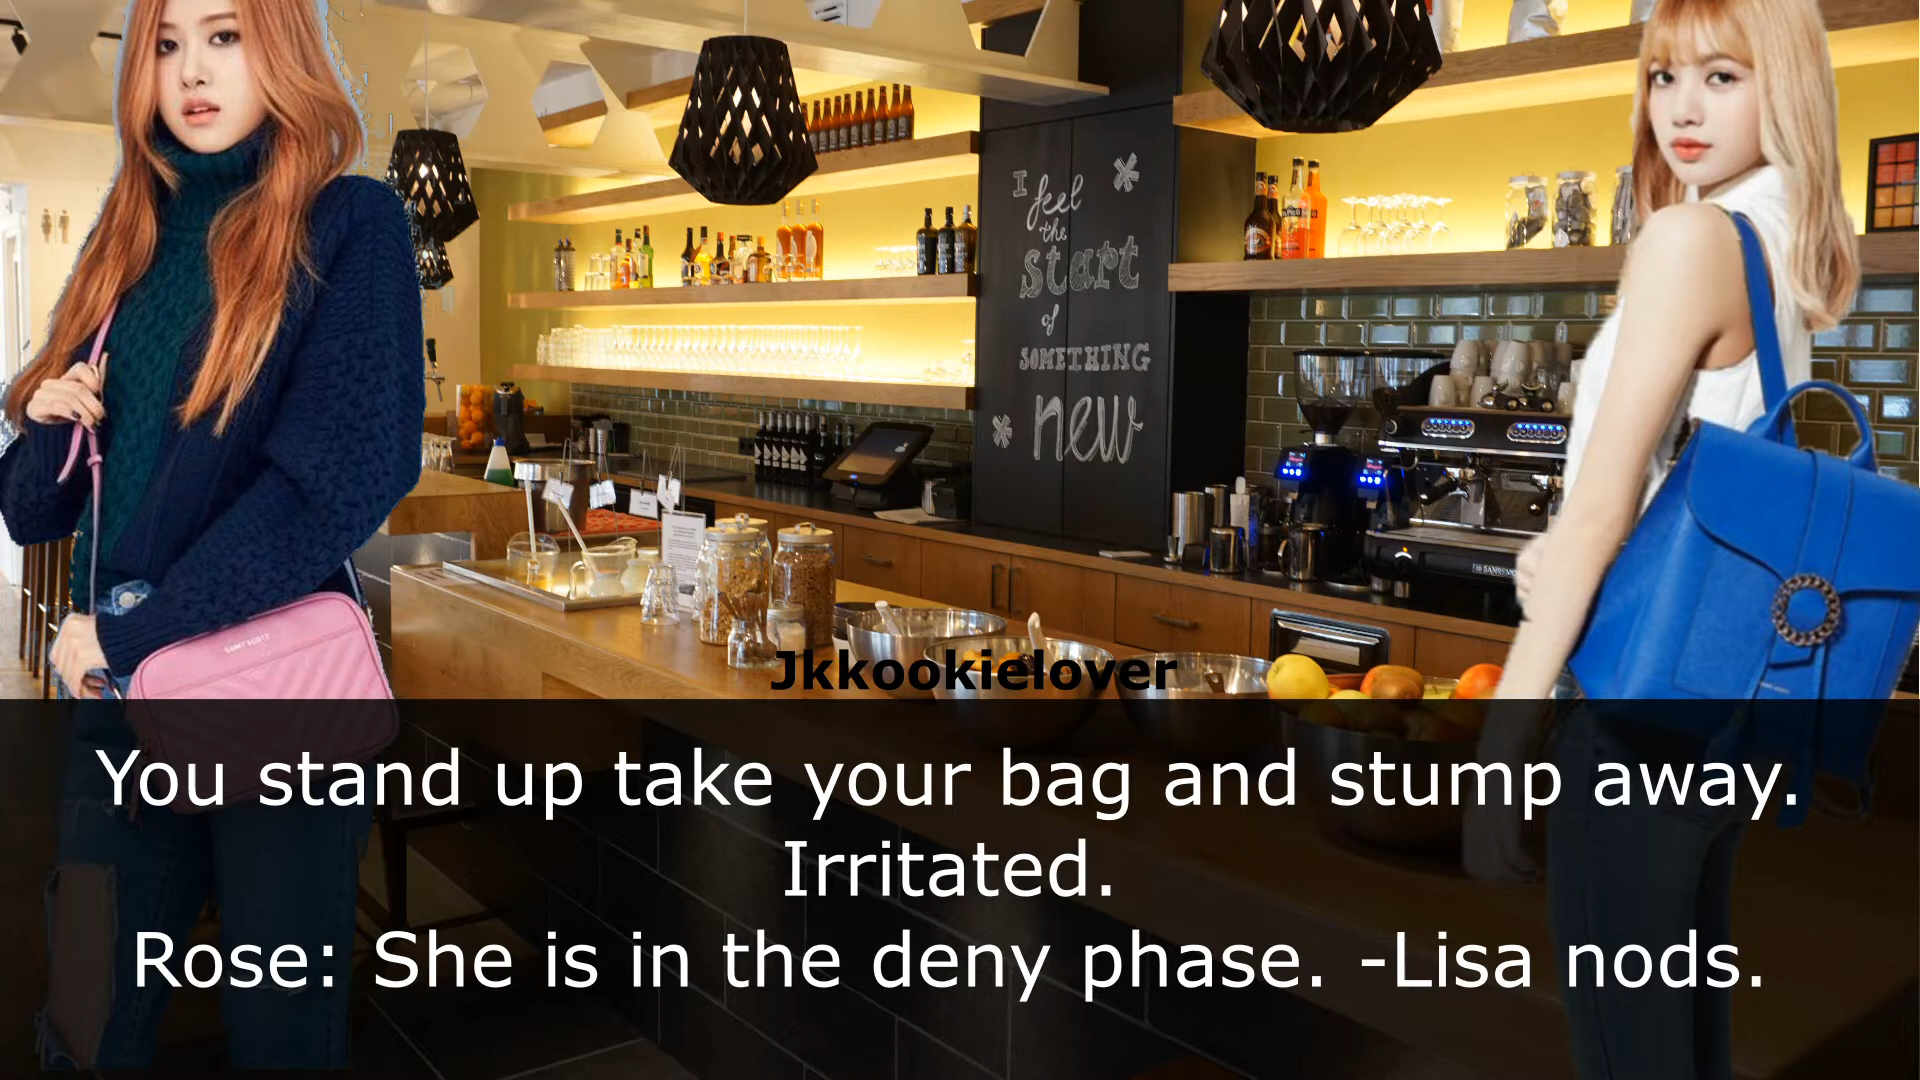 I
feel
the
start
of
SOMETHING
new
SANREMO
Jkkookielover
You stand up take your bag and stump away.
Irritated.
Rose: She is in the deny phase. -Lisa nods.